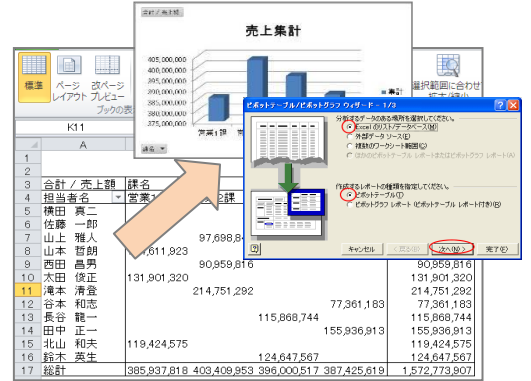 合計 / 売上額
売上集計
405,000,000
400,000,000
395,000,000
390,000,000
385,000,000
380,000,000
375,000,000
営業1課
集計
課名
標準
ページ
レイアウト
改ページ
プレビュー
ブックの表
選択範囲に合わせ
拡大/縮小
ピボットテーブル/ピボットグラフ ウィザード - 1/3
分析するデータのある場所を選択してください。
Excel のリスト/データベース(M)
外部データ ソース(E)
複数のワークシート範囲(C)
ほかのピボットテーブル レポートまたはピボットグラフ レポート(A)
作成するレポートの種類を指定してください。
ピボットテーブル(T)
ピボットグラフ レポート (ピボットテーブル レポート付き)(R)
キャンセル
< 戻る(B)
次へ(N) >
完了(F)
K11
A
1
2
3 合計 / 売上額 課名
4 担当者名 営業 課
5 横田 真二
6 佐藤 一郎
7 山上 雅人 97,698,8
8 山本 哲朗 611,923
9 西田 昌男 90,959,816 90,959,816
10 太田 俊正 131,901,320 131,901,320
11 滝本 清登 214,751,292 214,751,292
12 谷本 和志 77,361,183 77,361,183
13 長谷 龍一 115,868,744 115,868,744
14 田中 正一 155,936,913 155,936,913
15 北山 和夫 119,424,575 119,424,575
16 鈴木 英生 124,647,567 124,647,567
17 総計 385,937,818 403,409,953 396,000,517 387,425,619 1,572,773,907